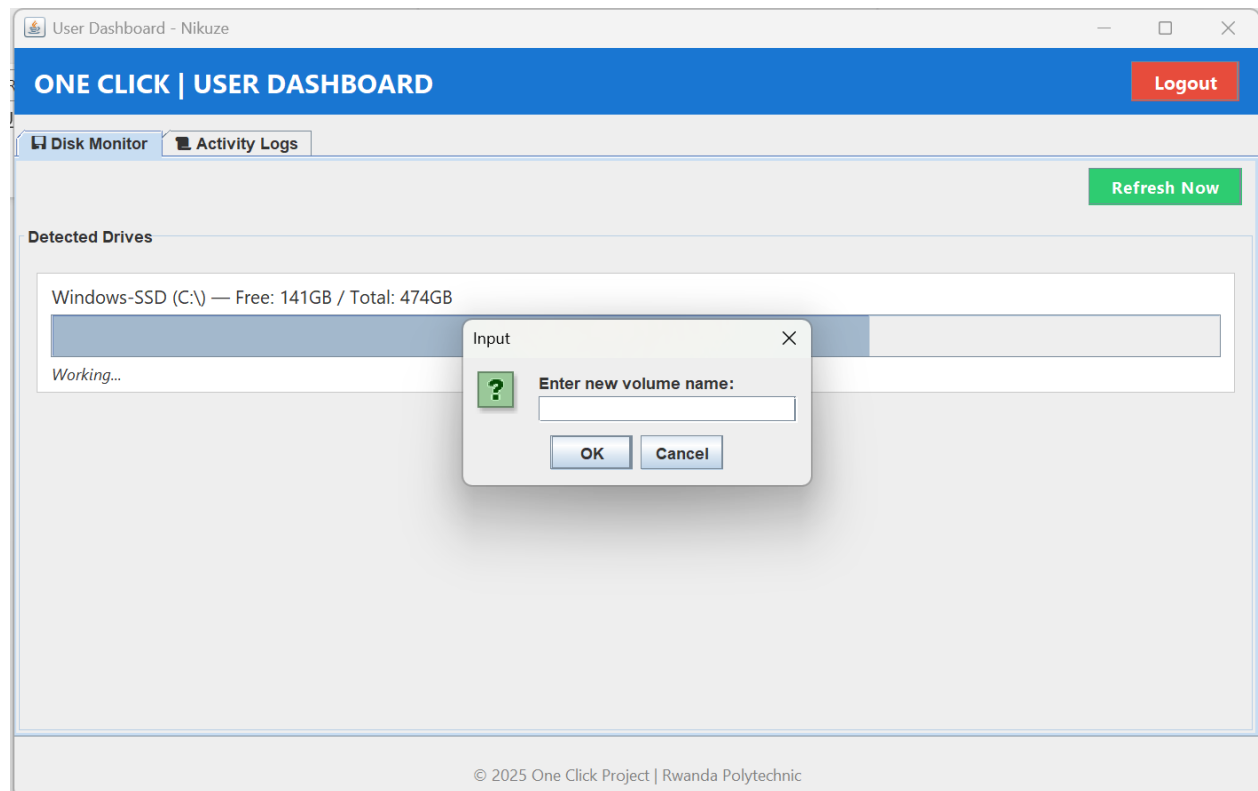 User Dashboard - Nikuze
ONE CLICK | USER DASHBOARD
Logout
Disk Monitor
Activity Logs
Refresh Now
Detected Drives
Windows-SSD (C:\) — Free: 141GB / Total: 474GB
Working...
Input
?
Enter new volume name:
OK
Cancel
© 2025 One Click Project | Rwanda Polytechnic